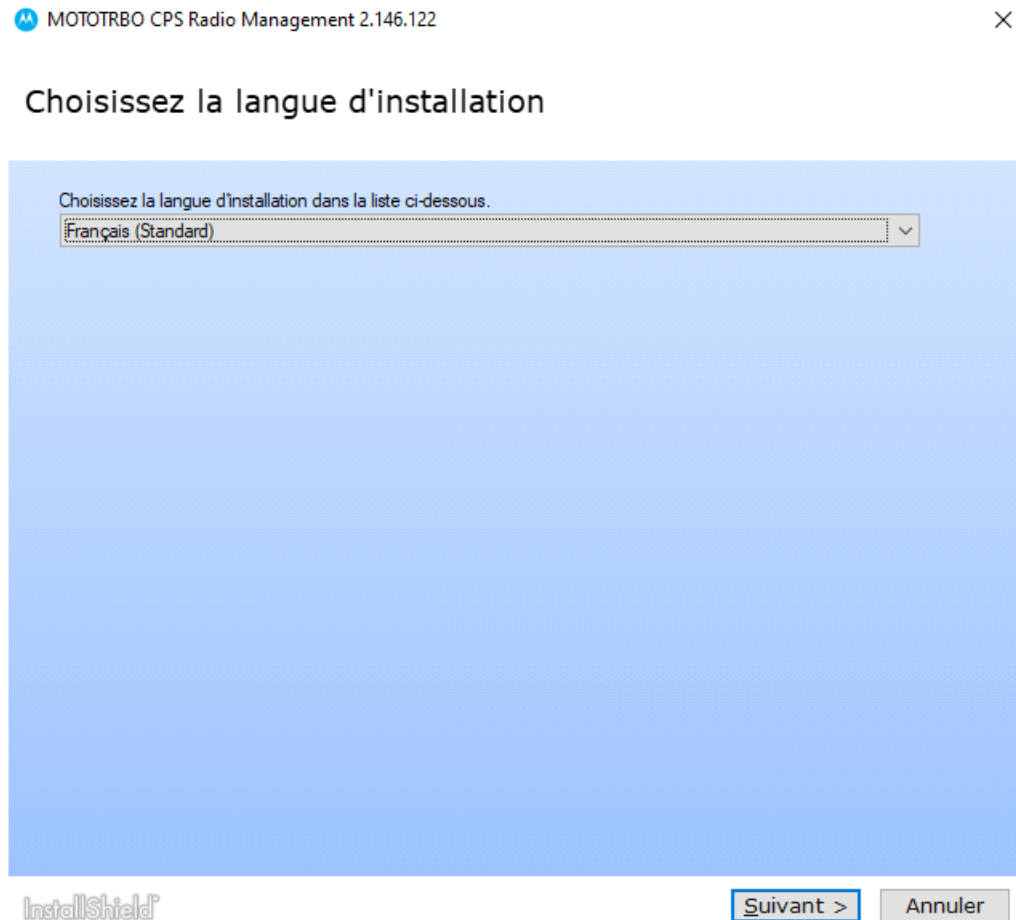 MOTOTRBO CPS Radio Management 2.146.122
Choisissez la langue d'installation
Choisissez la langue d'installation dans la liste ci-dessous.
Français (Standard)
InstallShield
Suivant >
Annuler